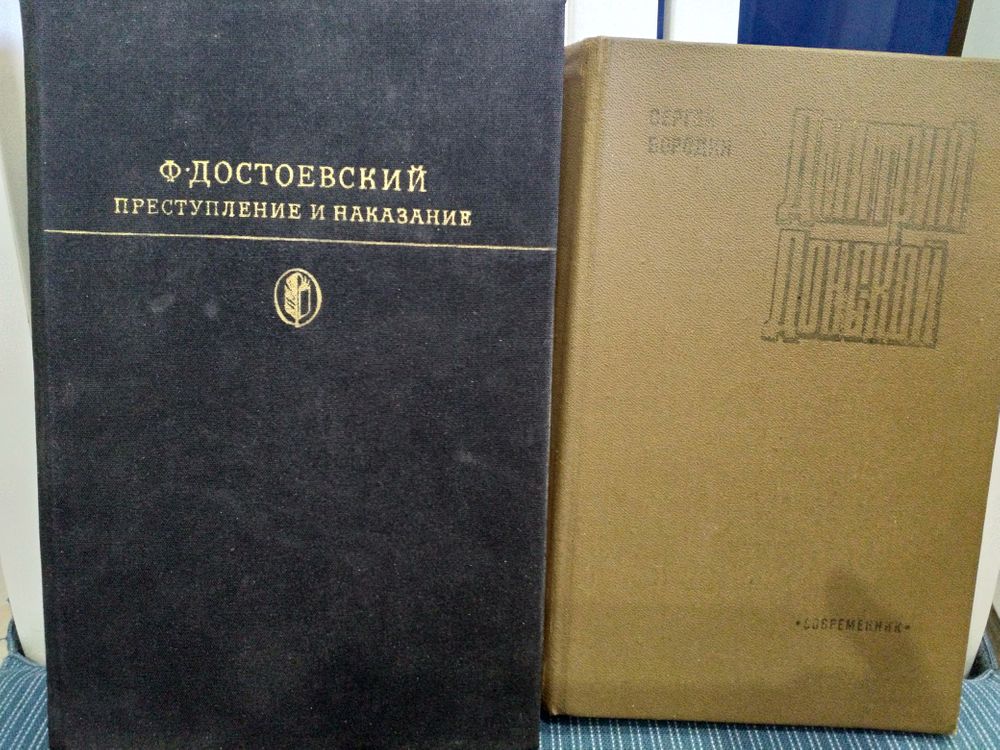 Ф·ДОСТОЕВСКИЙ
ПРЕСТУПЛЕНИЕ И НАКАЗАНИЕ
СЕРГЕЙ
БОРОДИН
ДМИТРИЙ
ДОНСКОЙ
•СОВРЕМЕННИК•